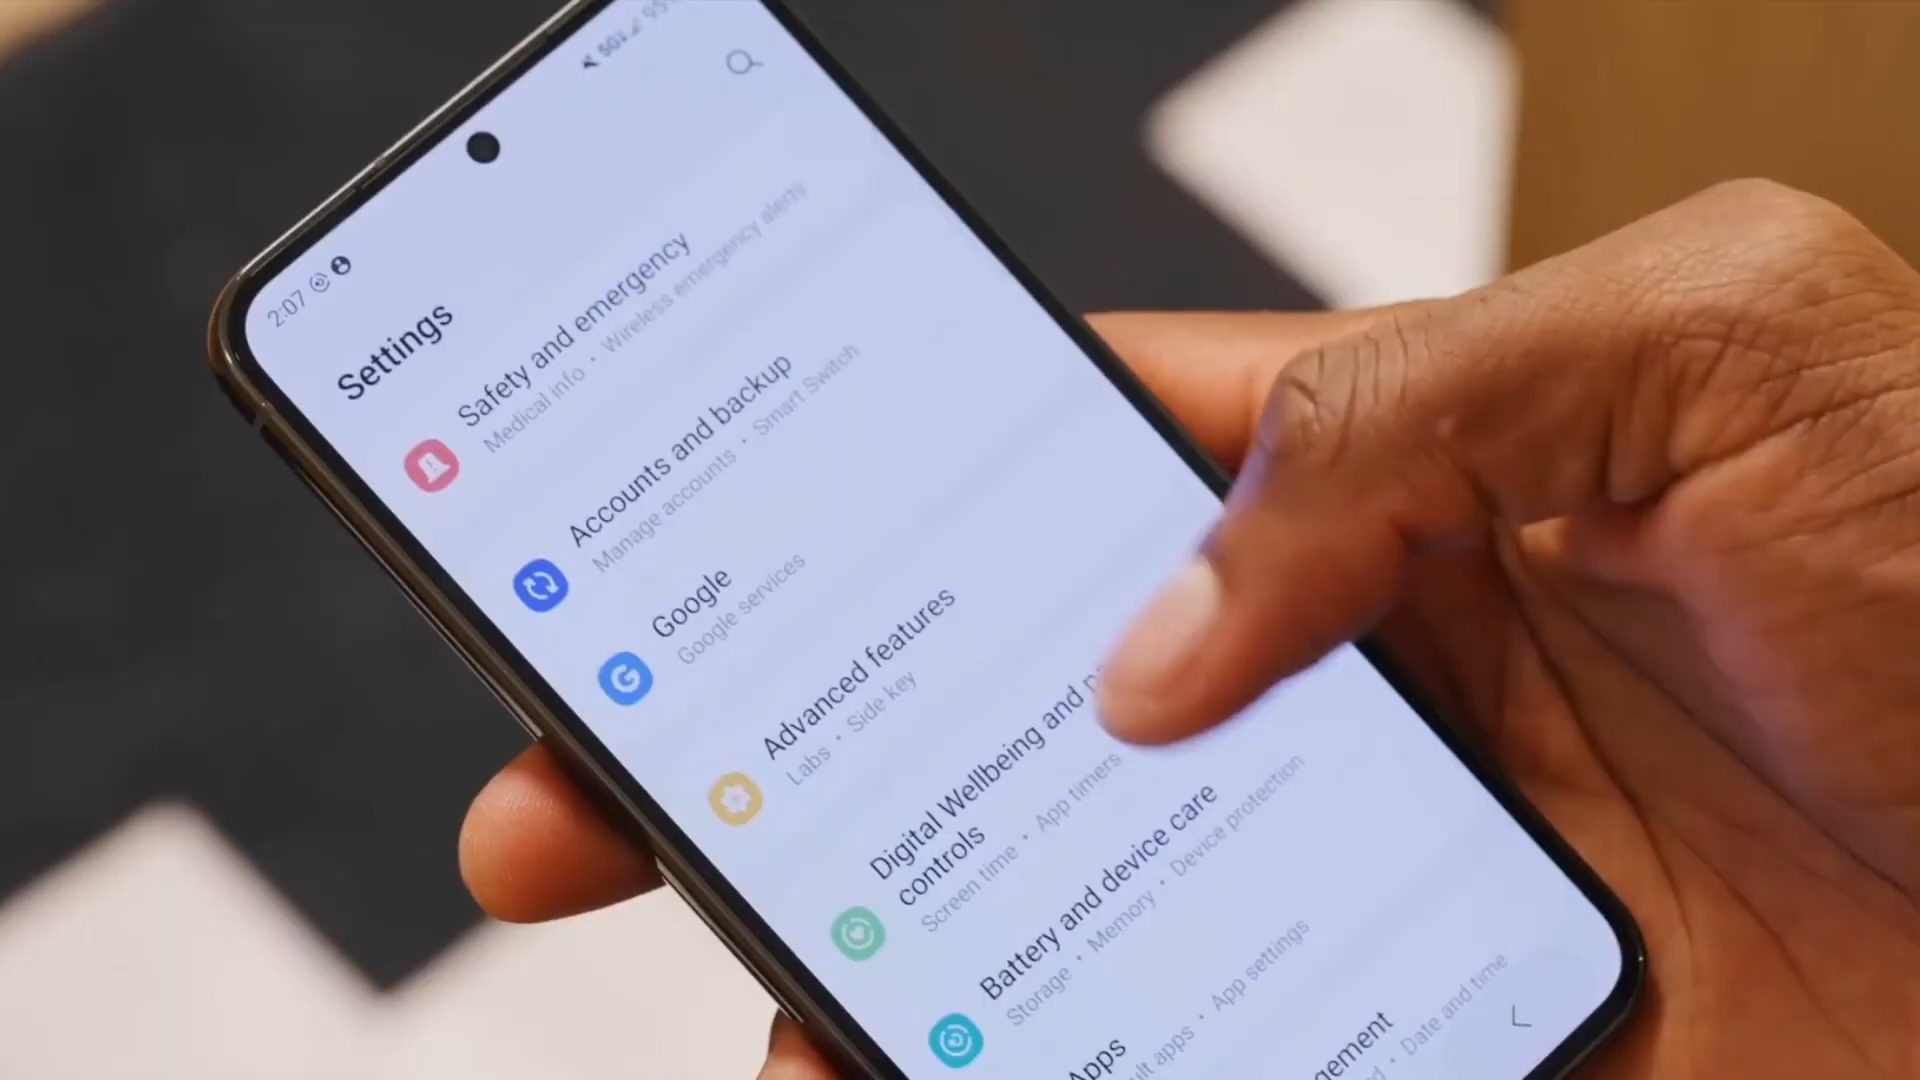 2:07
5G
Settings
Safety and emergency
Medical info • Wireless emergency alerts
Accounts and backup
Manage accounts • Smart Switch
Google
Google services
Advanced features
Labs • Side key
Digital Wellbeing and
controls
Screen time • App timers
Battery and device care
Storage • Memory • Device protection
Apps
apps • App settings
Date and time